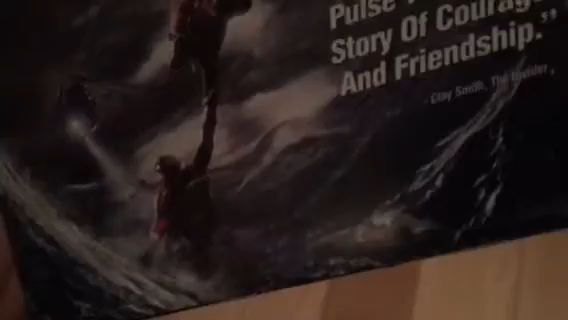 Pulse
Story Of Courage
And Friendship."
- Clay Smith, The Insider,